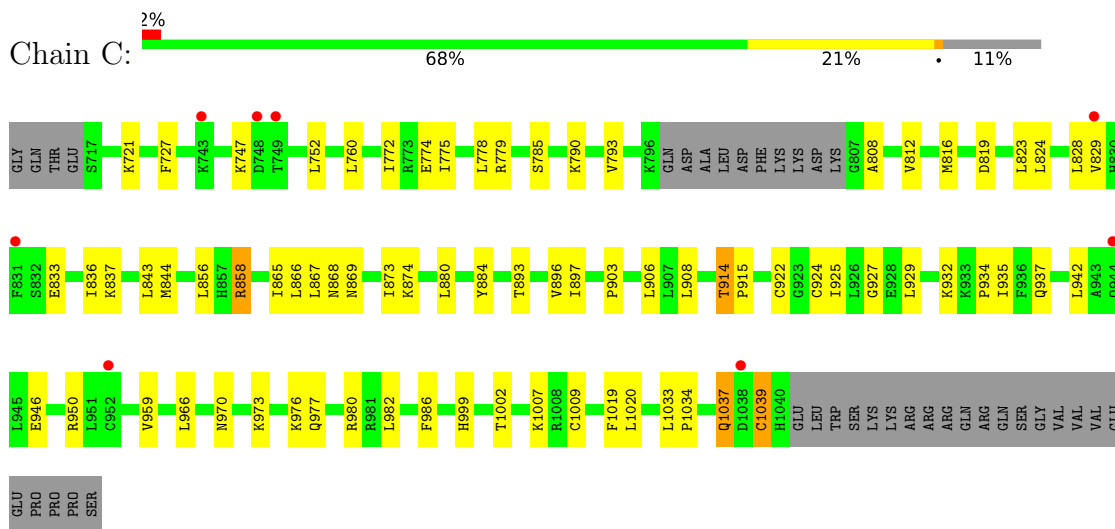 2%
Chain C:
68% 21% • 11%
GLY GLN THR GLU S717 K721 F727 K743 K747 D748 T749 L752 L760 I772 R773 E774 I775 L778 R779 S785 K790 V793 K796 GLN ASP ALA LEU ASP PHE LYS LYS ASP LYS G807 A808 V812 M816 D819 L823 L824 L828 V829 H830
F831 S832 E833 I836 K837 L843 M844 L856 H857 R858 I865 L866 L867 N868 N869 I873 K874 L880 Y884 T893 V896 I897 P903 L906 L907 L908 T914 P915 C922 G923 C924 I925 L926 G927 E928 L929 K932 K933 P934 I935 F936 Q937 L942 A943
L945 E946 R950 L951 C952 V959 L966 N970 K973 K976 Q977 R980 R981 L982 F986 H999 T1002 K1007 R1008 C1009 F1019 L1020 L1033 P1034 Q1037 D1038 C1039 H1040 GLU LEU TRP SER LYS LYS ARG ARG ARG GLN ARG GLN SER GLY VAL VAL VAL GLU
GLU PRO PRO PRO SER